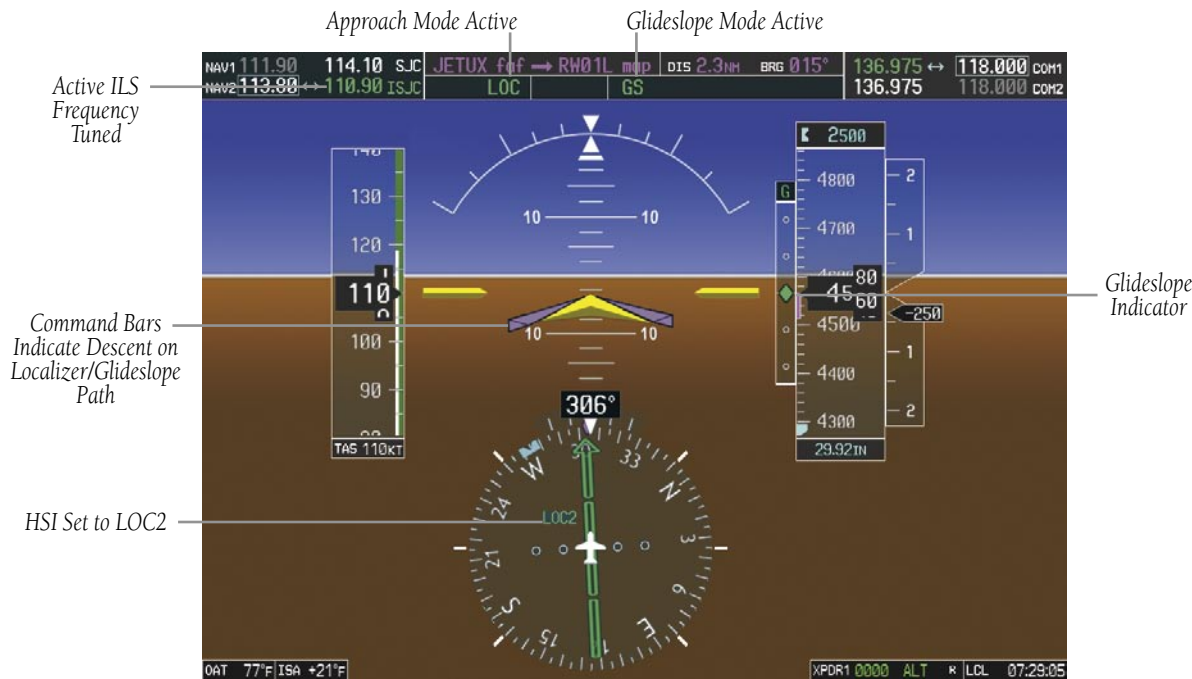 Approach Mode Active
Glideslope Mode Active
Active ILS
Frequency
Tuned
NAV1 111.90 114.10 SJC
NAV2 113.80 ↔ 110.90 ISJC
JETUX faf → RW01L map DIS 2.3NM BRG 015°
LOC GS
136.975 ↔ 118.000 COM1
136.975 118.000 COM2
2500
140
130
120
110
100
90
TAS 110KT
10 10
10 10
G
4800
4700
4600
45 80
60
4500
4400
4300
29.92IN
2
1
-250
1
2
Glideslope
Indicator
Command Bars
Indicate Descent on
Localizer/Glideslope
Path
306°
33
N
3
6
E
12
15
S
21
24
W
LOC2
HSI Set to LOC2
OAT 77°F ISA +21°F
XPDR1 0000 ALT R LCL 07:29:05